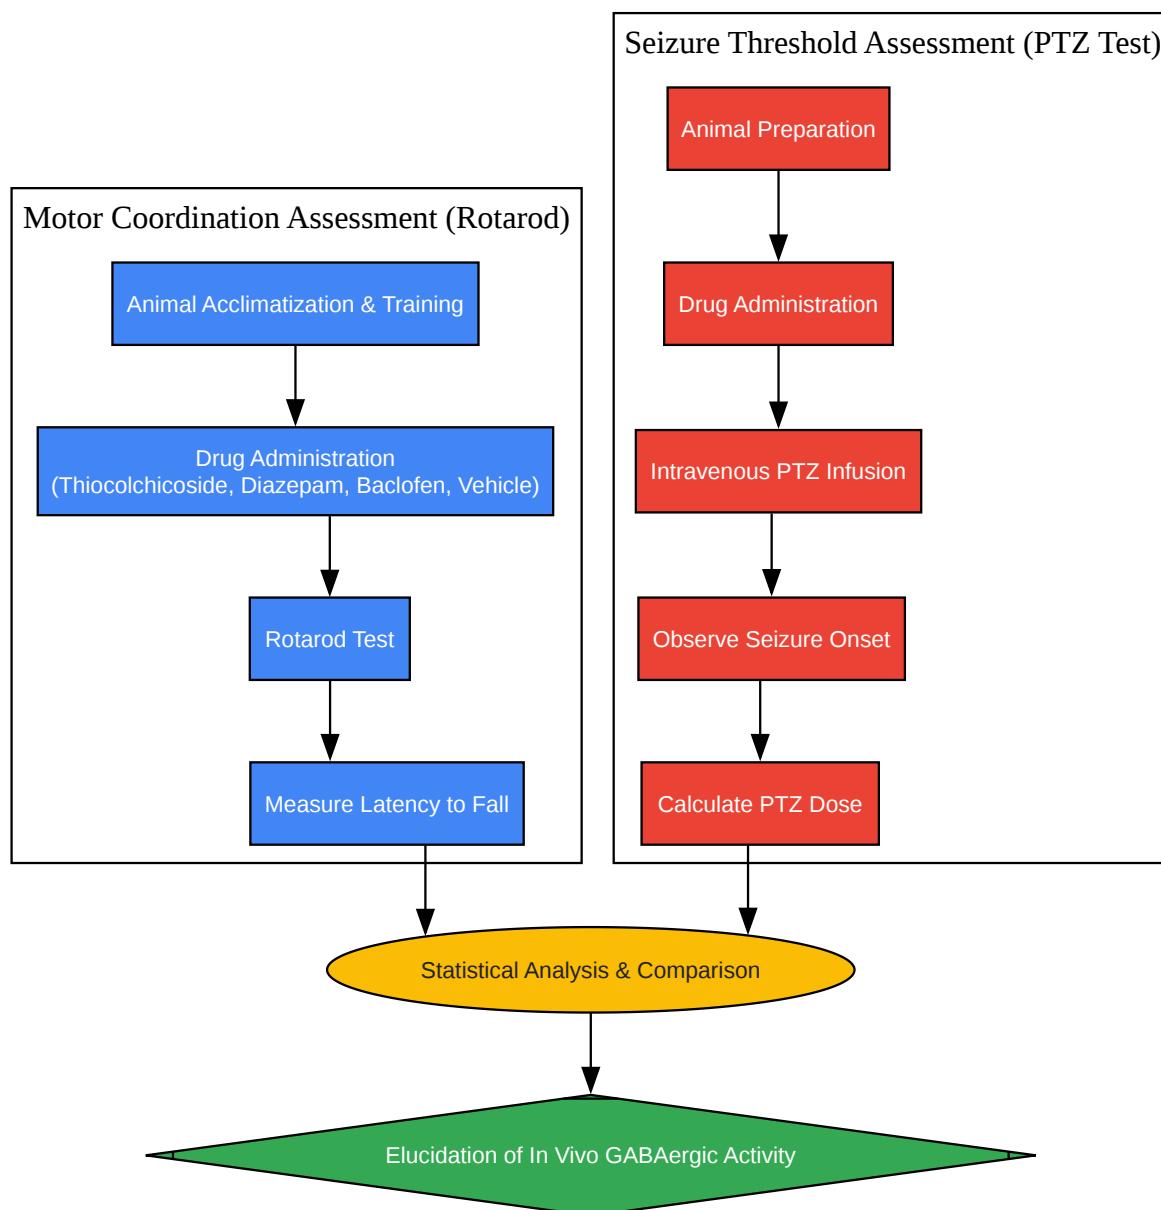 Motor Coordination Assessment (Rotarod)
Animal Acclimatization & Training
Drug Administration
(Thiocolchicoside, Diazepam, Baclofen, Vehicle)
Rotarod Test
Measure Latency to Fall
Seizure Threshold Assessment (PTZ Test)
Animal Preparation
Drug Administration
Intravenous PTZ Infusion
Observe Seizure Onset
Calculate PTZ Dose
Statistical Analysis & Comparison
Elucidation of In Vivo GABAergic Activity